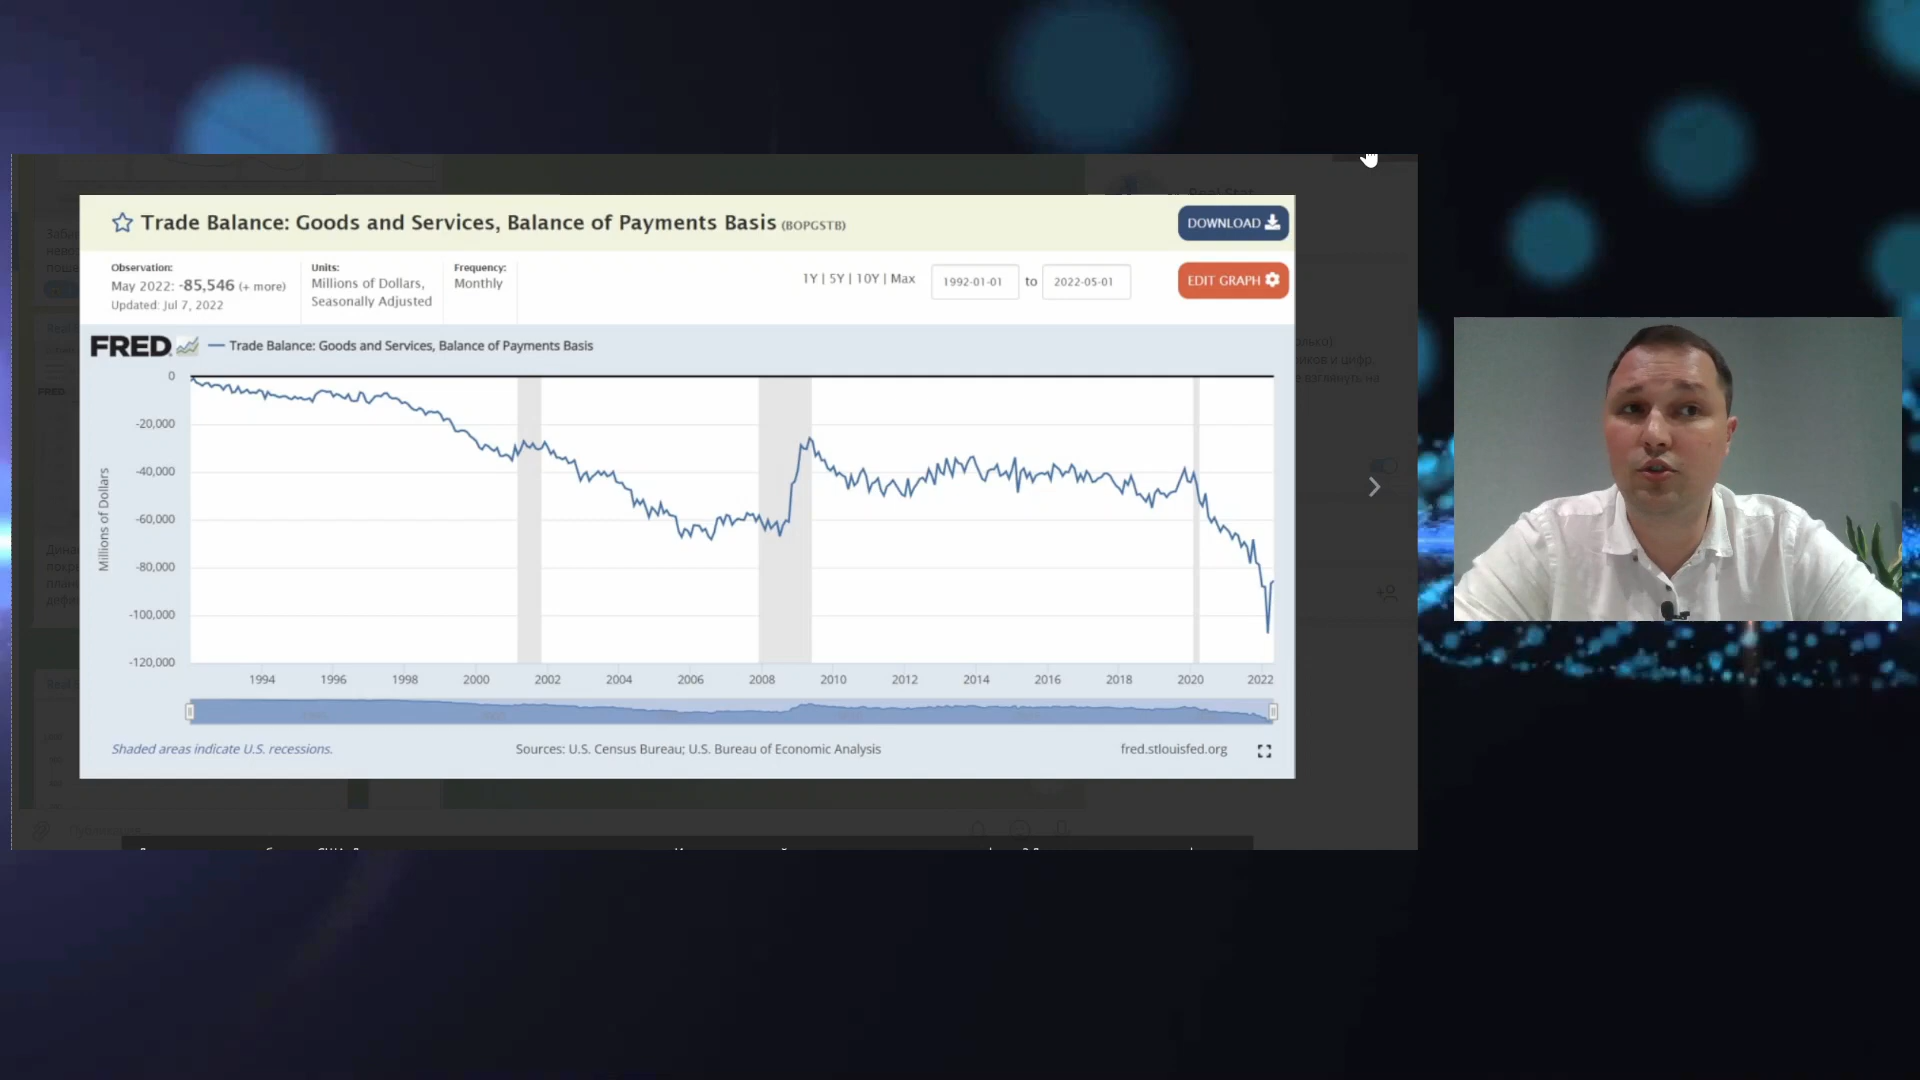 Trade Balance: Goods and Services, Balance of Payments Basis (BOPGSTB)
DOWNLOAD
Observation:
May 2022: -85,546 (+ more)
Updated: Jul 7, 2022
Units:
Millions of Dollars,
Seasonally Adjusted
Frequency:
Monthly
1Y | 5Y | 10Y | Max
1992-01-01 to 2022-05-01
EDIT GRAPH
FRED
Trade Balance: Goods and Services, Balance of Payments Basis
Millions of Dollars
0
-20,000
-40,000
-60,000
-80,000
-100,000
-120,000
1994 1996 1998 2000 2002 2004 2006 2008 2010 2012 2014 2016 2018 2020 2022
Shaded areas indicate U.S. recessions.
Sources: U.S. Census Bureau; U.S. Bureau of Economic Analysis
fred.stlouisfed.org